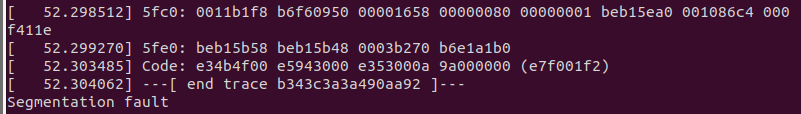 [   52.298512] 5fc0: 0011b1f8 b6f60950 00001658 00000080 00000001 beb15ea0 001086c4 000
f411e
[   52.299270] 5fe0: beb15b58 beb15b48 0003b270 b6e1a1b0
[   52.303485] Code: e34b4f00 e5943000 e353000a 9a000000 (e7f001f2)
[   52.304062] ---[ end trace b343c3a3a490aa92 ]---
Segmentation fault